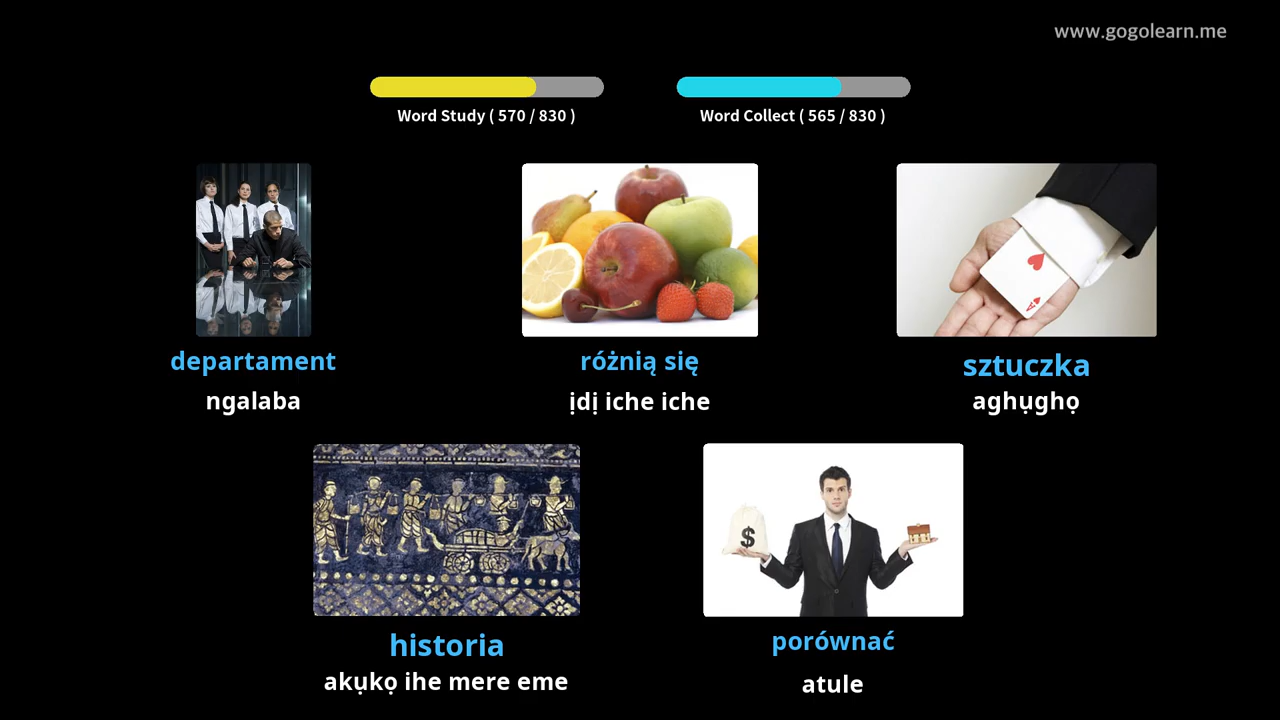 www.gogolearn.me
Word Study ( 570 / 830 )
Word Collect ( 565 / 830 )
departament
ngalaba
różnią się
ịdị iche iche
sztuczka
aghụghọ
historia
akụkọ ihe mere eme
porównać
atule